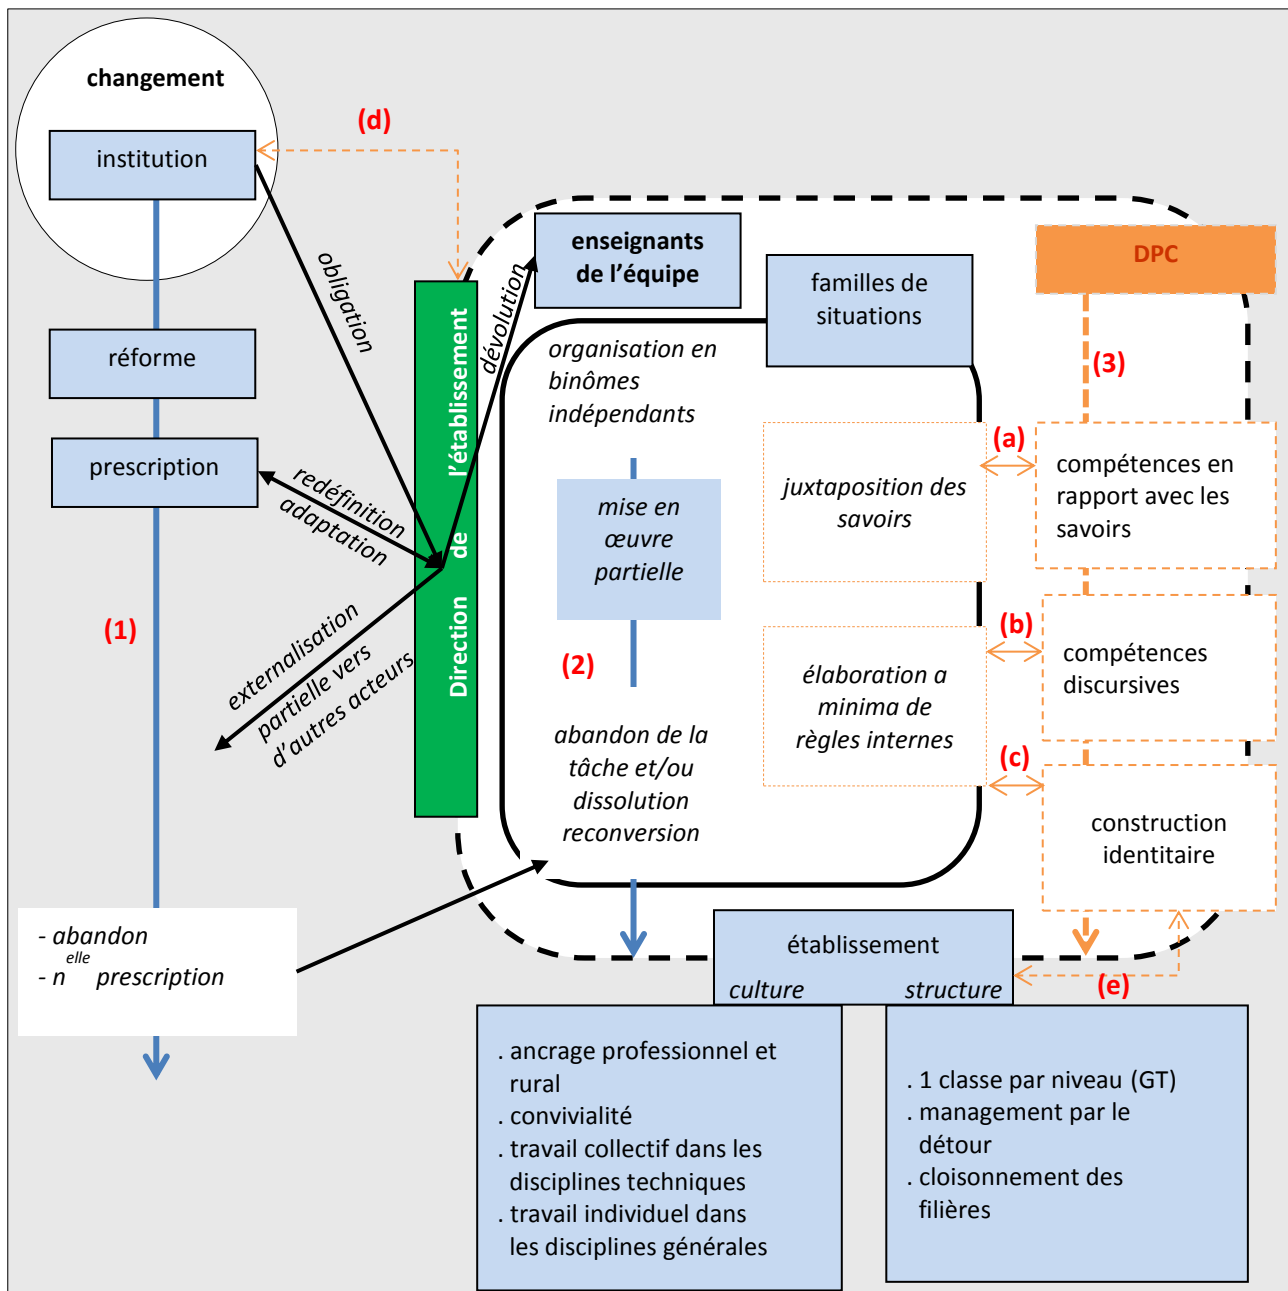 changement
institution
(d)
obligation
réforme
prescription
redéfinition
adaptation
(1)
externalisation
partielle vers
d'autres acteurs
- abandon
- n elle prescription
Direction de l'établissement
dévolution
enseignants
de l'équipe
familles de
situations
organisation en
binômes
indépendants
mise en
œuvre
partielle
(2)
abandon de la
tâche et/ou
dissolution
reconversion
juxtaposition des
savoirs
élaboration a
minima de
règles internes
DPC
(3)
(a)
compétences en
rapport avec les
savoirs
(b)
compétences
discursives
(c)
construction
identitaire
établissement
culture structure
(e)
. ancrage professionnel et
rural
. convivialité
. travail collectif dans les
disciplines techniques
. travail individuel dans
les disciplines générales
. 1 classe par niveau (GT)
. management par le
détour
. cloisonnement des
filières